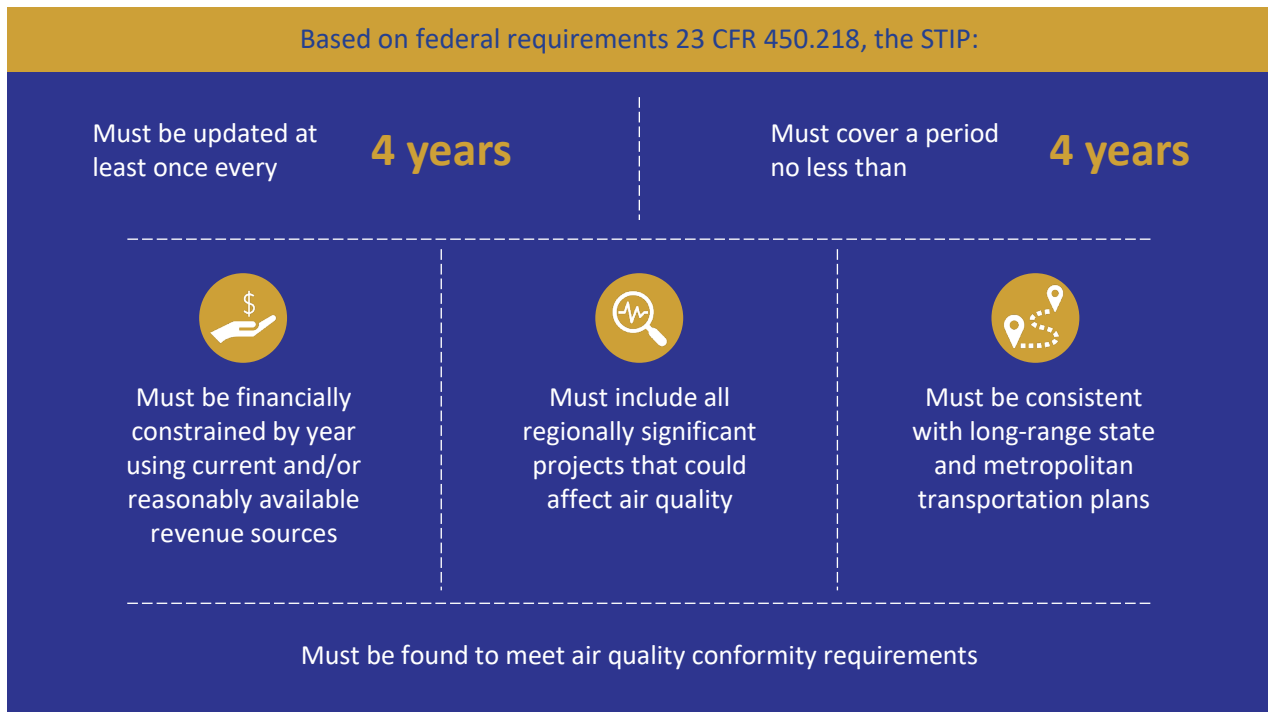 Based on federal requirements 23 CFR 450.218, the STIP:
Must be updated at
least once every
4 years
Must cover a period
no less than
4 years
$
Must be financially
constrained by year
using current and/or
reasonably available
revenue sources
Must include all
regionally significant
projects that could
affect air quality
Must be consistent
with long-range state
and metropolitan
transportation plans
Must be found to meet air quality conformity requirements